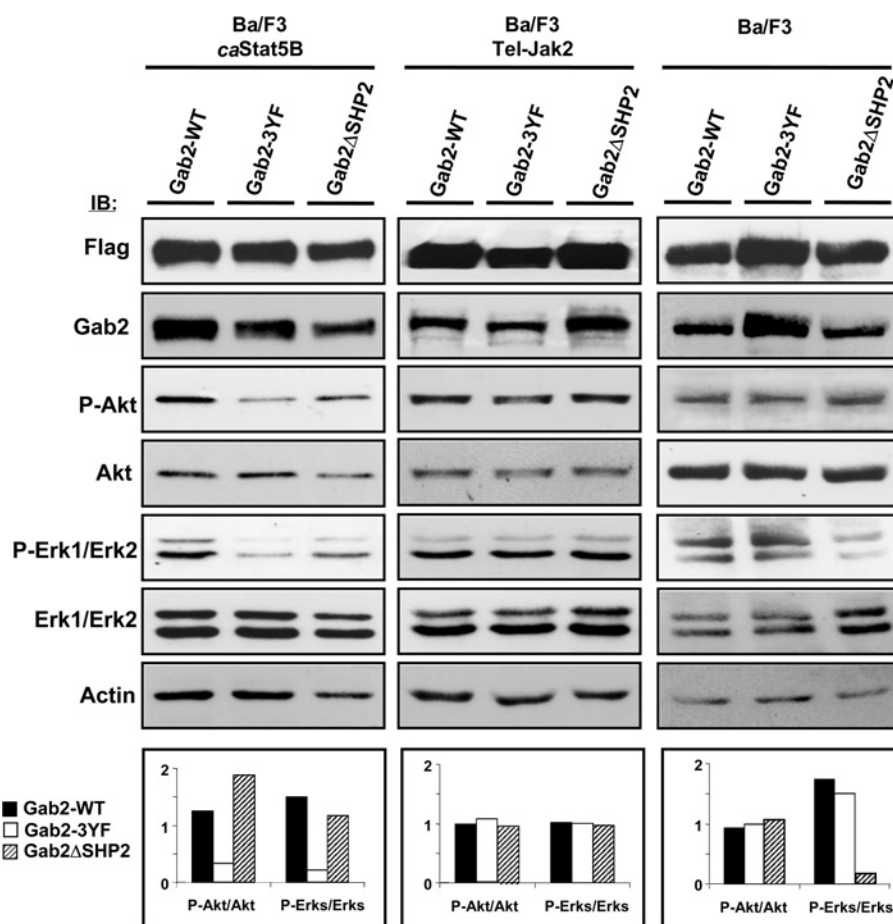 Ba/F3
caStat5B
Ba/F3
Tel-Jak2
Ba/F3
Gab2-WT
Gab2-3YF
Gab2ΔSHP2
Gab2-WT
Gab2-3YF
Gab2ΔSHP2
Gab2-WT
Gab2-3YF
Gab2ΔSHP2
IB:
Flag
Gab2
P-Akt
Akt
P-Erk1/Erk2
Erk1/Erk2
Actin
Gab2-WT
Gab2-3YF
Gab2ΔSHP2
2
1
0
P-Akt/Akt P-Erks/Erks
2
1
0
P-Akt/Akt P-Erks/Erks
2
1
0
P-Akt/Akt P-Erks/Erks